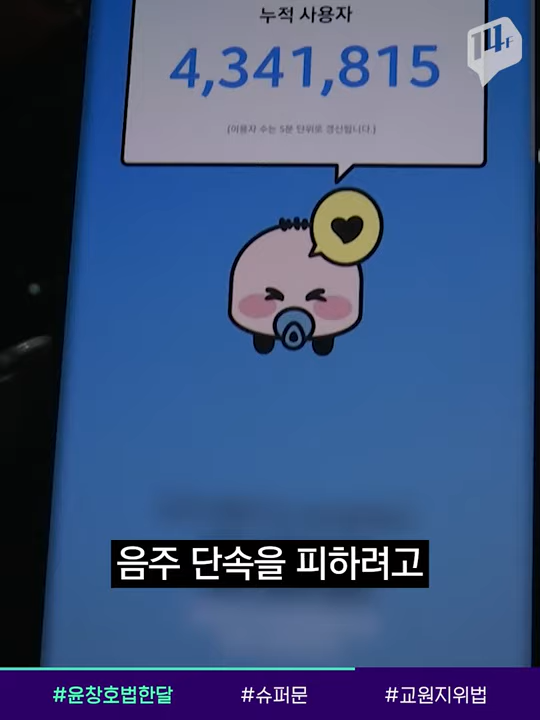 누적 사용자
14F
4,341,815
(이용자 수는 5분 단위로 갱신됩니다.)
음주 단속을 피하려고
#윤창호법한달 #슈퍼문 #교원지위법